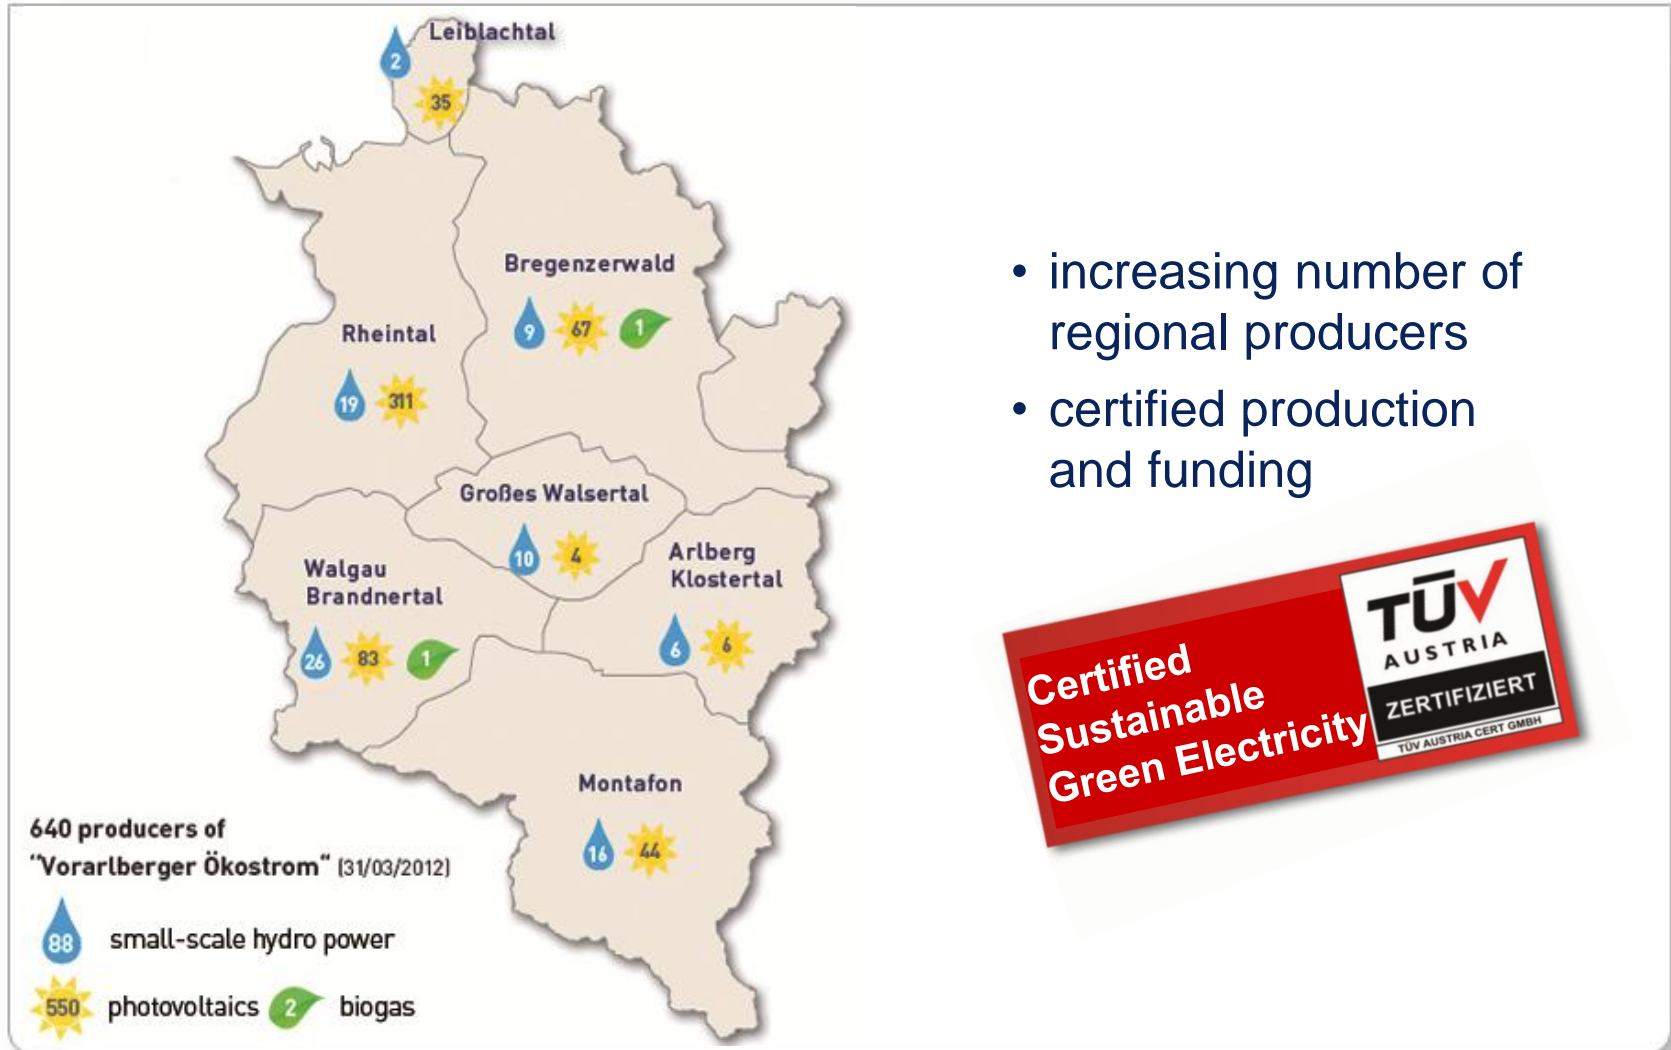 Leiblachtal
2
35
Bregenzerwald
9 67 1
Rheintal
19 311
Großes Walsertal
10 4
Arlberg
Klostertal
6 6
Walgau
Brandnertal
26 83 1
Montafon
16 44
640 producers of
"Vorarlberger Ökostrom" (31/03/2012)
88 small-scale hydro power
550 photovoltaics 2 biogas
• increasing number of
regional producers
• certified production
and funding
Certified
Sustainable
Green Electricity
TÜV
AUSTRIA
ZERTIFIZIERT
TÜV AUSTRIA CERT GMBH